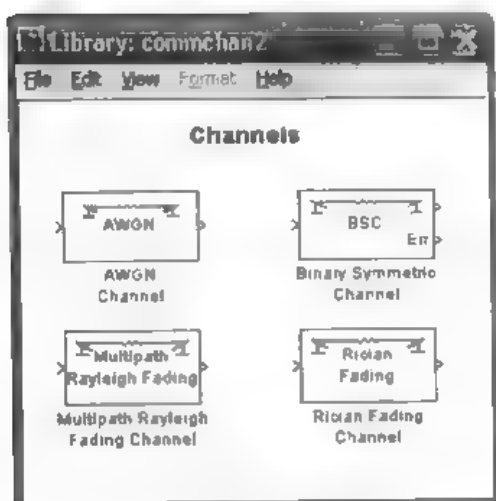 Library: commchan2
File Edit View Format Help
Channels
AWGN
AWGN
Channel
BSC
Err
Binary Symmetric
Channel
Multipath
Rayleigh Fading
Multipath Rayleigh
Fading Channel
Rician
Fading
Rician Fading
Channel